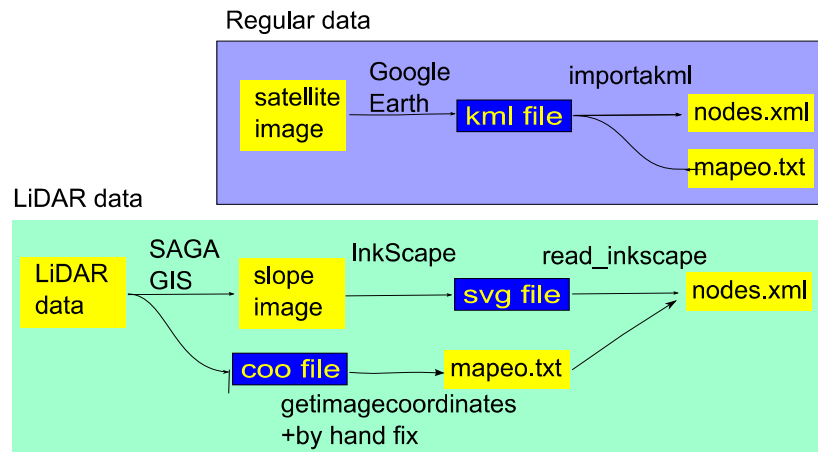 Regular data
Google
Earth
importakml
satellite
image
kml file
nodes.xml
mapeo.txt
LiDAR data
SAGA
GIS
InkScape
read_inkscape
LiDAR
data
slope
image
svg file
nodes.xml
coo file
mapeo.txt
getimagecoordinates
+by hand fix